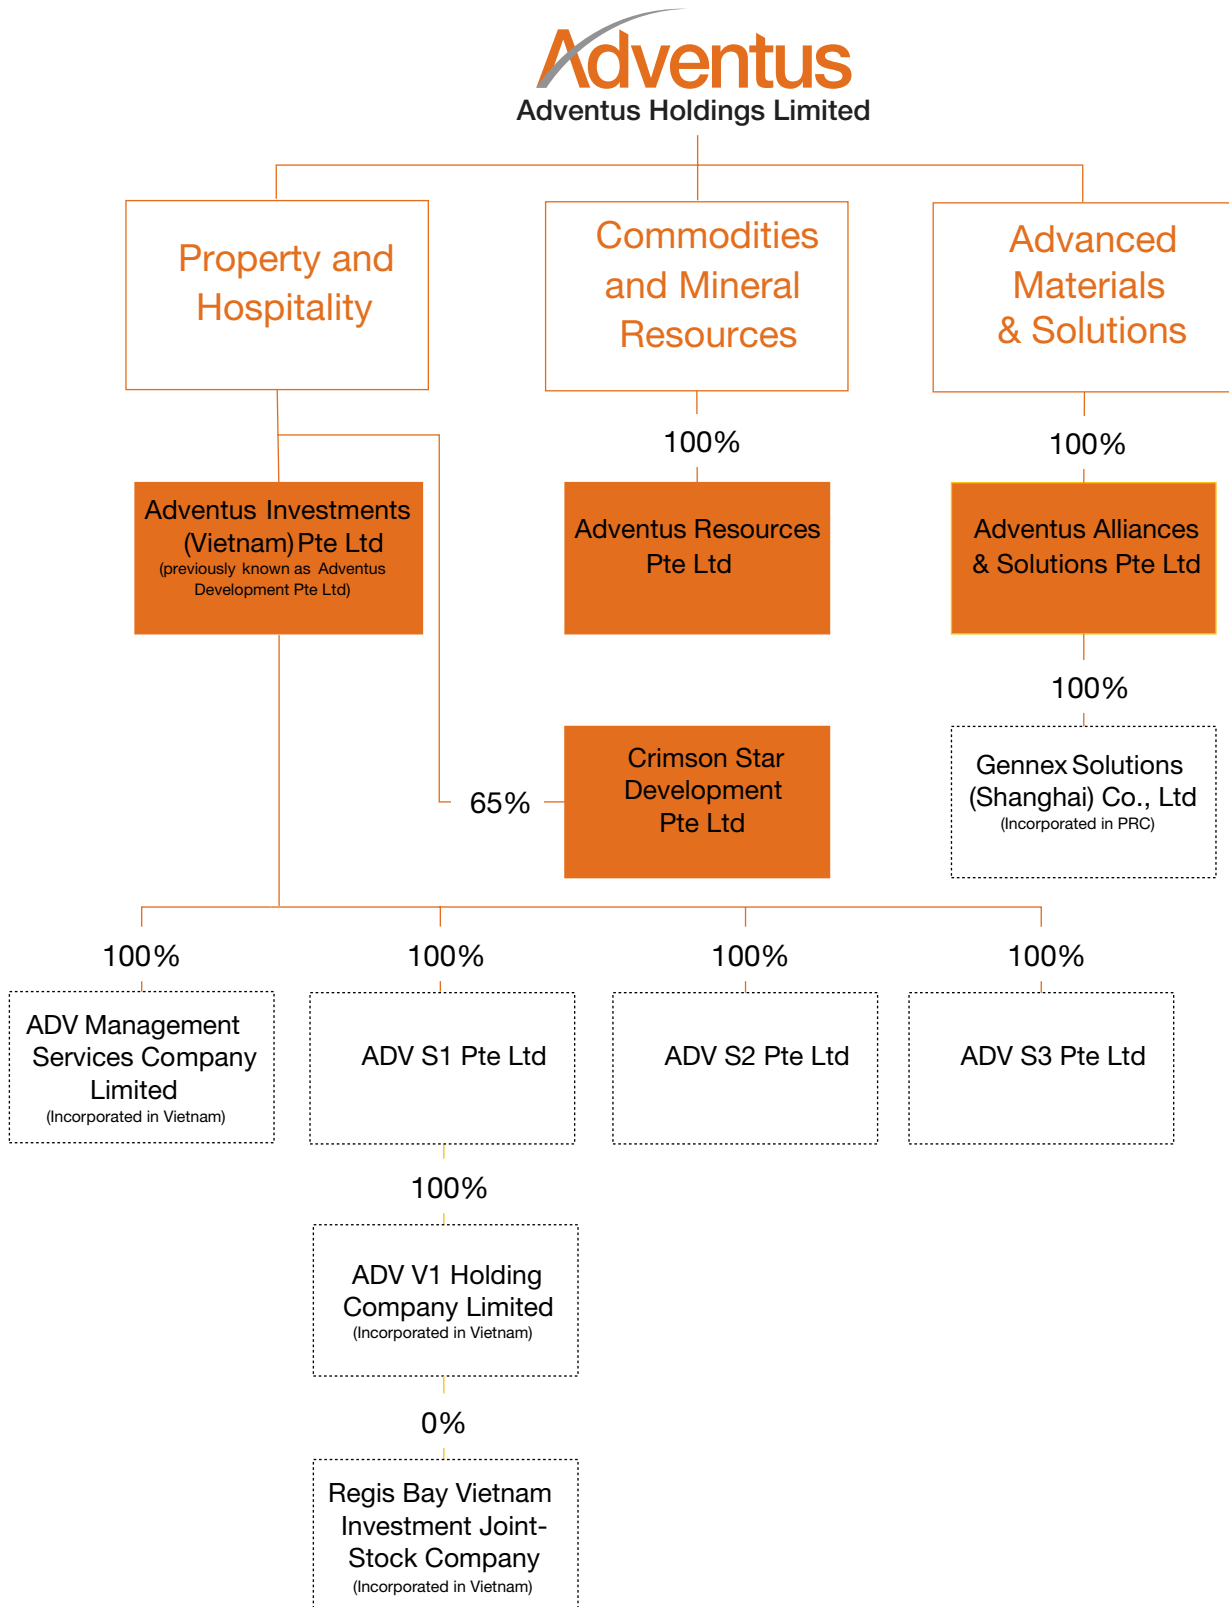 Adventus
Adventus Holdings Limited
Property and
Hospitality
Commodities
and Mineral
Resources
Advanced
Materials
& Solutions
100%
100%
Adventus Investments
(Vietnam) Pte Ltd
(previously known as Adventus
Development Pte Ltd)
Adventus Resources
Pte Ltd
Adventus Alliances
& Solutions Pte Ltd
100%
65%
Crimson Star
Development
Pte Ltd
Gennex Solutions
(Shanghai) Co., Ltd
(Incorporated in PRC)
100%
100%
100%
100%
ADV Management
Services Company
Limited
(Incorporated in Vietnam)
ADV S1 Pte Ltd
ADV S2 Pte Ltd
ADV S3 Pte Ltd
100%
ADV V1 Holding
Company Limited
(Incorporated in Vietnam)
0%
Regis Bay Vietnam
Investment Joint-
Stock Company
(Incorporated in Vietnam)